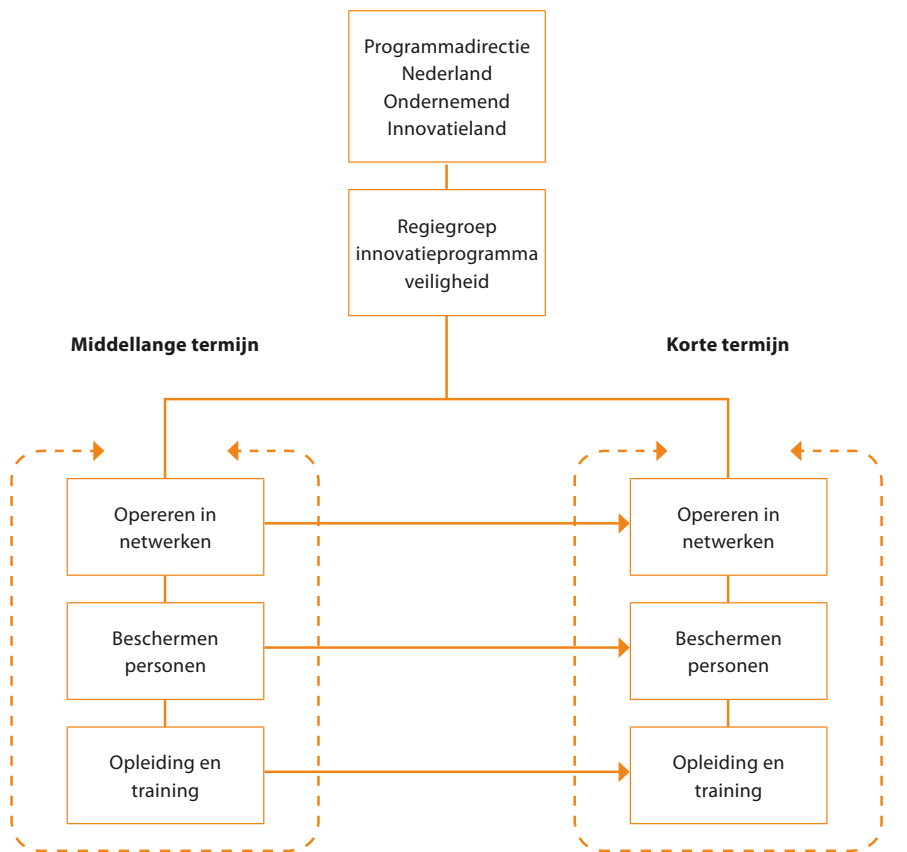 Programmadirectie
Nederland
Ondernemend
Innovatieland
Regiegroep
innovatieprogramma
veiligheid
Middellange termijn
Korte termijn
Opereren in
netwerken
Opereren in
netwerken
Beschermen
personen
Beschermen
personen
Opleiding en
training
Opleiding en
training